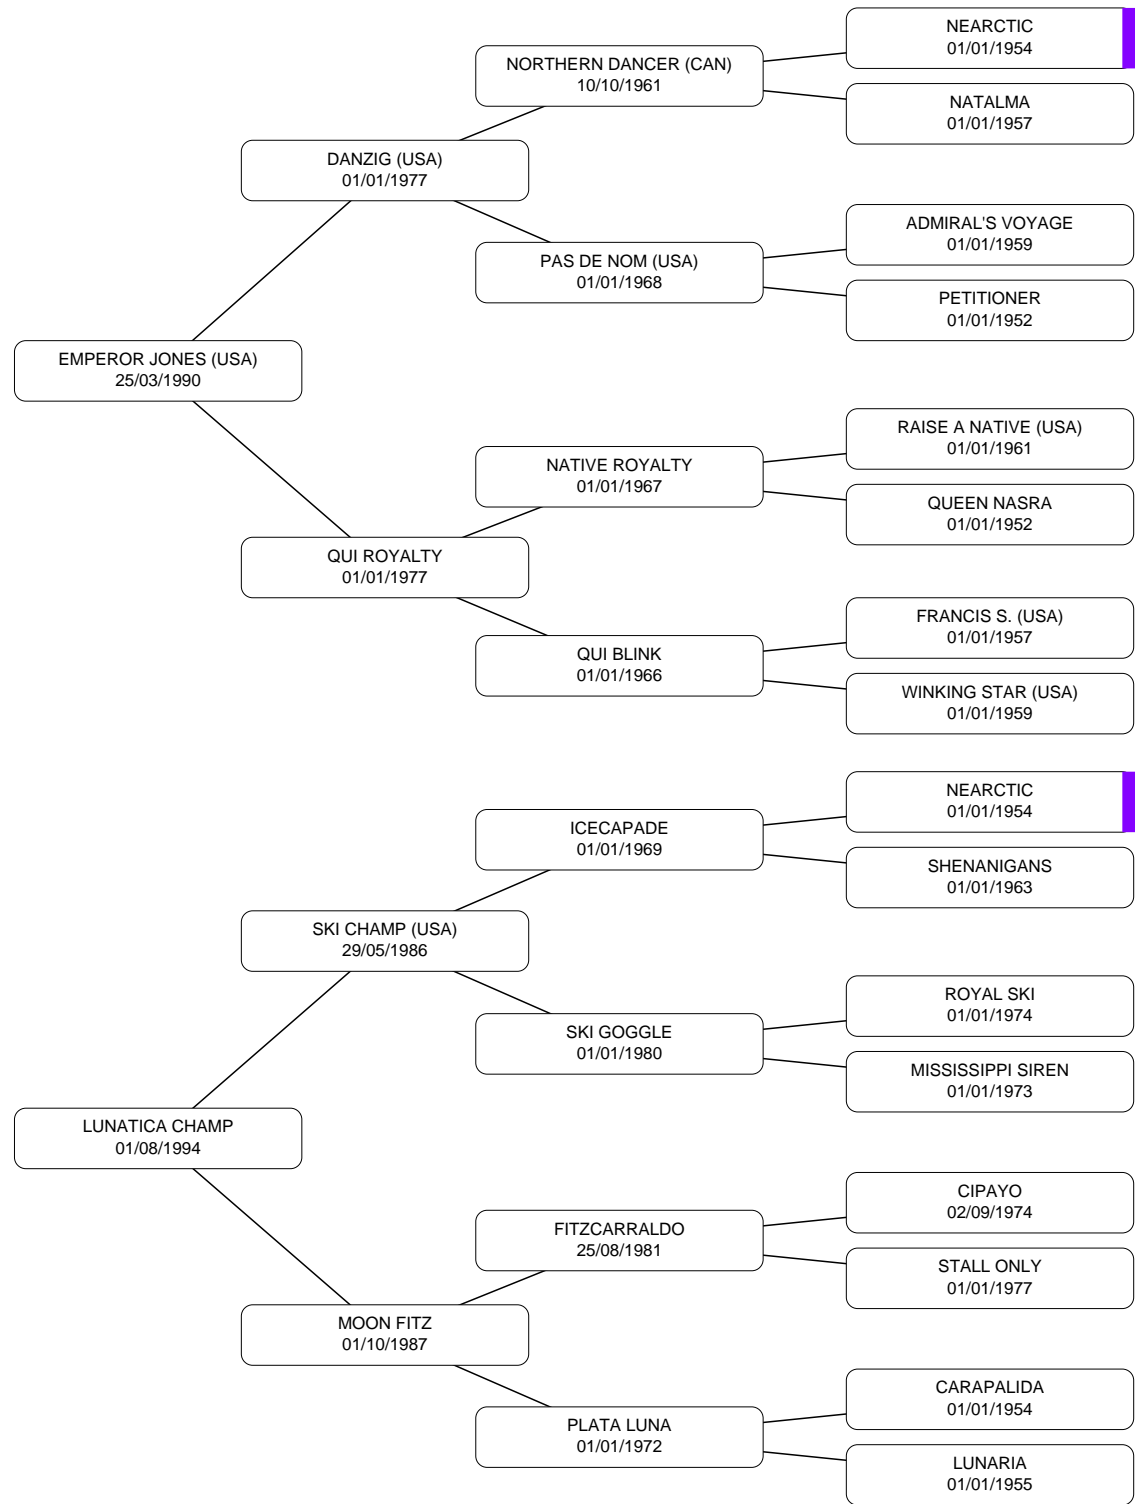 NEARCTIC
01/01/1954
NORTHERN DANCER (CAN)
10/10/1961
NATALMA
01/01/1957
DANZIG (USA)
01/01/1977
ADMIRAL'S VOYAGE
01/01/1959
PAS DE NOM (USA)
01/01/1968
PETITIONER
01/01/1952
EMPEROR JONES (USA)
25/03/1990
RAISE A NATIVE (USA)
01/01/1961
NATIVE ROYALTY
01/01/1967
QUEEN NASRA
01/01/1952
QUI ROYALTY
01/01/1977
FRANCIS S. (USA)
01/01/1957
QUI BLINK
01/01/1966
WINKING STAR (USA)
01/01/1959
NEARCTIC
01/01/1954
ICECAPADE
01/01/1969
SHENANIGANS
01/01/1963
SKI CHAMP (USA)
29/05/1986
ROYAL SKI
01/01/1974
SKI GOGGLE
01/01/1980
MISSISSIPPI SIREN
01/01/1973
LUNATICA CHAMP
01/08/1994
CIPAYO
02/09/1974
FITZCARRALDO
25/08/1981
STALL ONLY
01/01/1977
MOON FITZ
01/10/1987
CARAPALIDA
01/01/1954
PLATA LUNA
01/01/1972
LUNARIA
01/01/1955